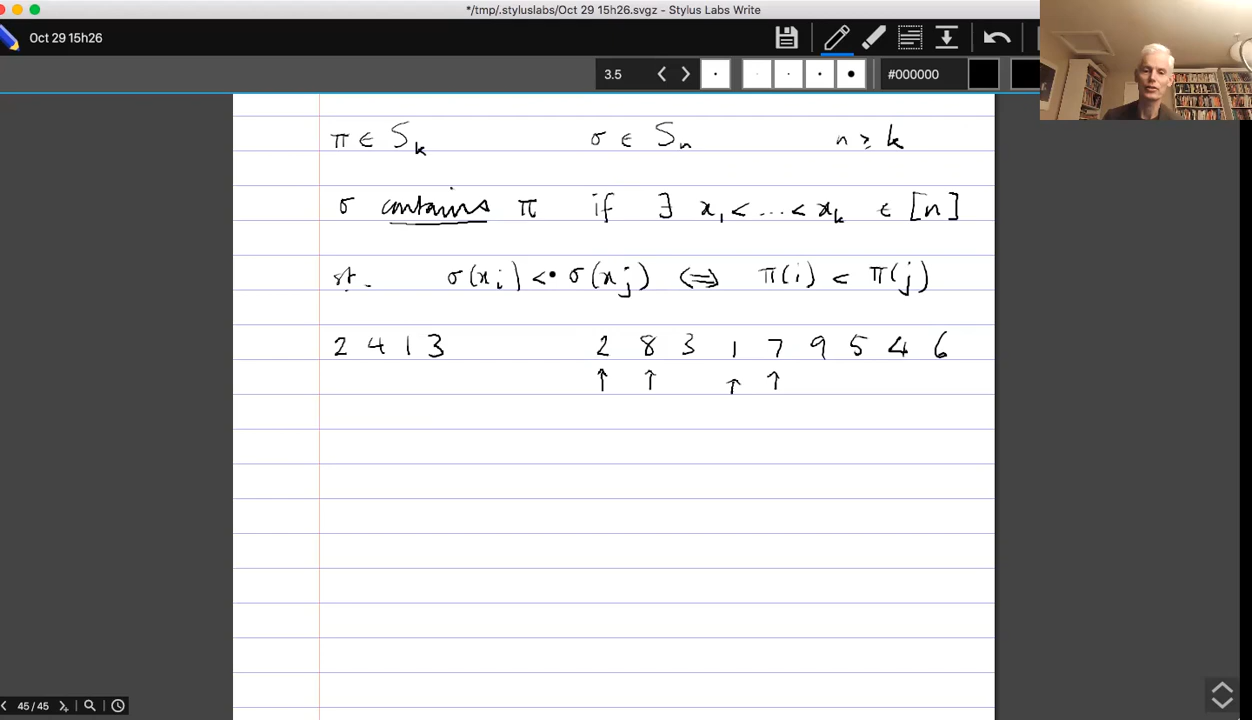 */tmp/.styluslabs/Oct 29 15h26.svgz - Stylus Labs Write
Oct 29 15h26
3.5 #000000
π ∈ S_k σ ∈ S_n n ≥ k
σ contains π if ∃ x_1 < ... < x_k ∈ [n]
st. σ(x_i) < σ(x_j) ⇔ π(i) < π(j)
2 4 1 3 2 8 3 1 7 9 5 4 6
↑ ↑ ↑ ↑
45/45